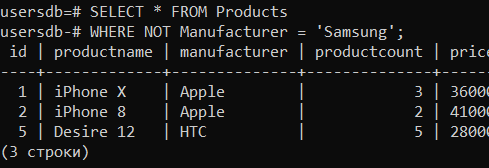 usersdb=# SELECT * FROM Products
usersdb-# WHERE NOT Manufacturer = 'Samsung';
 id | productname | manufacturer | productcount | price
----+-------------+--------------+--------------+------
  1 | iPhone X    | Apple        |            3 | 36000
  2 | iPhone 8    | Apple        |            2 | 41000
  5 | Desire 12   | HTC          |            5 | 28000
(3 строки)